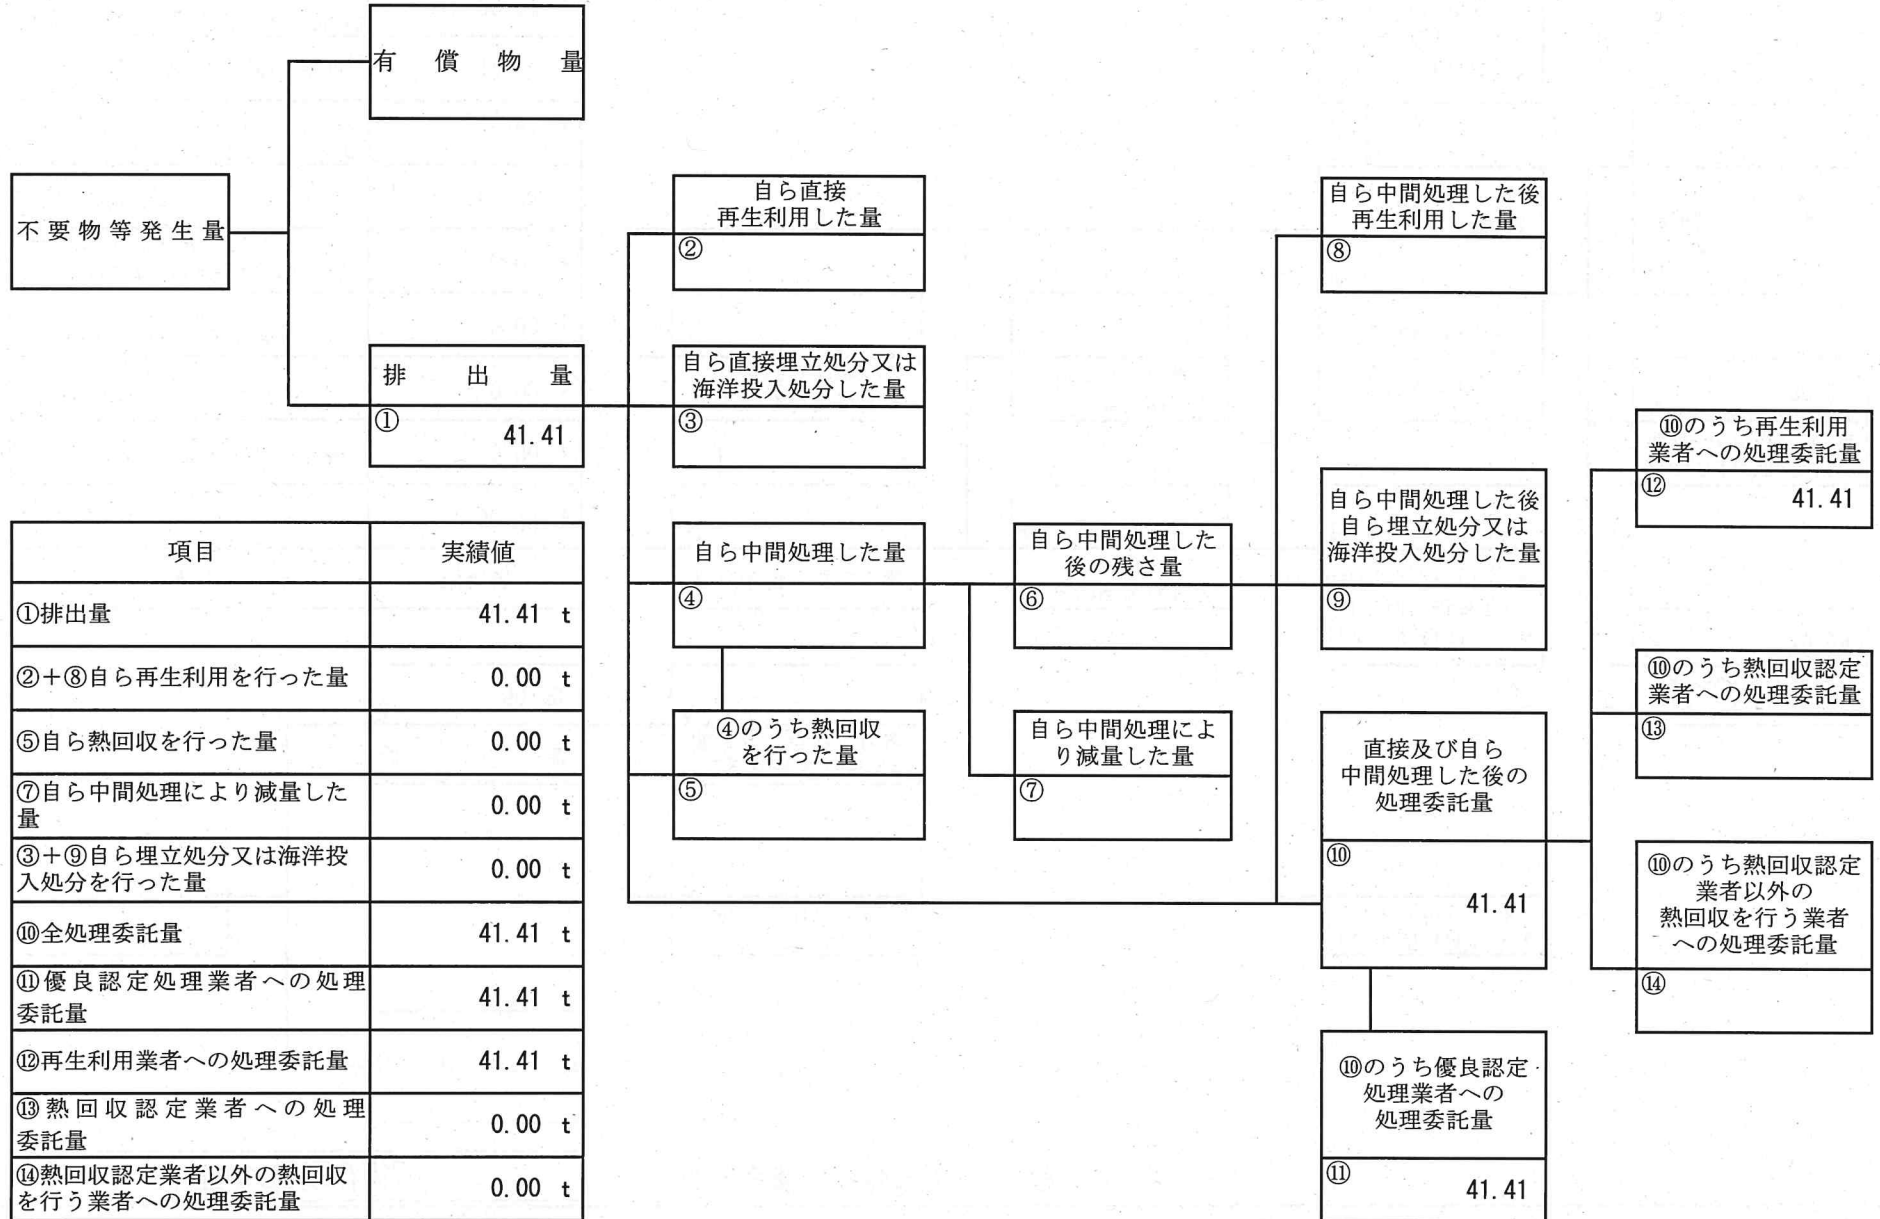 有償物量
不要物等発生量
排出量
① 41.41
自ら直接
再生利用した量
②
自ら直接埋立処分又は
海洋投入処分した量
③
自ら中間処理した量
④
④のうち熱回収
を行った量
⑤
自ら中間処理した
後の残さ量
⑥
自ら中間処理によ
り減量した量
⑦
自ら中間処理した後
再生利用した量
⑧
自ら中間処理した後
自ら埋立処分又は
海洋投入処分した量
⑨
直接及び自ら
中間処理した後の
処理委託量
⑩
41.41
⑩のうち優良認定
処理業者への
処理委託量
⑪
41.41
⑩のうち再生利用
業者への処理委託量
⑫ 41.41
⑩のうち熱回収認定
業者への処理委託量
⑬
⑩のうち熱回収認定
業者以外の
熱回収を行う業者
への処理委託量
⑭
項目 実績値
①排出量 41.41 t
②+⑧自ら再生利用を行った量 0.00 t
⑤自ら熱回収を行った量 0.00 t
⑦自ら中間処理により減量した
量 0.00 t
③+⑨自ら埋立処分又は海洋投
入処分を行った量 0.00 t
⑩全処理委託量 41.41 t
⑪優良認定処理業者への処理
委託量 41.41 t
⑫再生利用業者への処理委託量 41.41 t
⑬熱回収認定業者への処理
委託量 0.00 t
⑭熱回収認定業者以外の熱回収
を行う業者への処理委託量 0.00 t